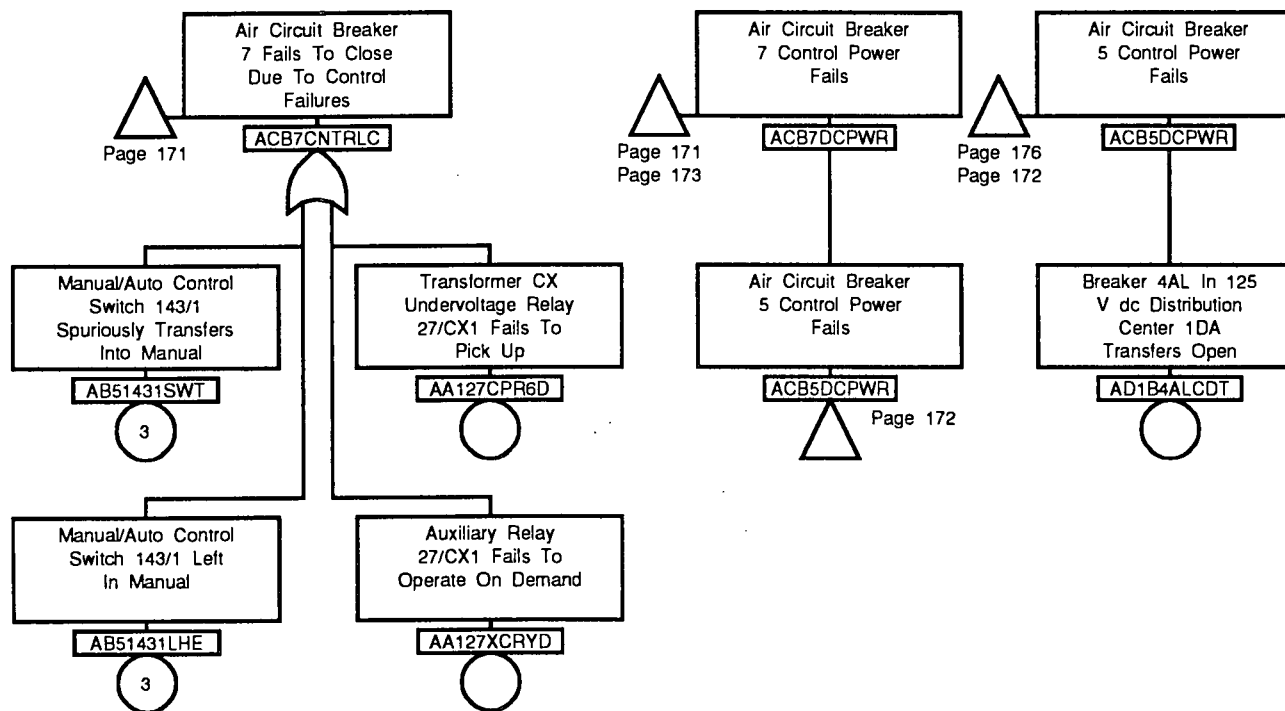 Air Circuit Breaker
7 Fails To Close
Due To Control
Failures
Page 171
ACB7CNTRLC
Manual/Auto Control
Switch 143/1
Spuriously Transfers
Into Manual
AB51431SWT
3
Transformer CX
Undervoltage Relay
27/CX1 Fails To
Pick Up
AA127CPR6D
Manual/Auto Control
Switch 143/1 Left
In Manual
AB51431LHE
3
Auxiliary Relay
27/CX1 Fails To
Operate On Demand
AA127XCRYD
Air Circuit Breaker
7 Control Power
Fails
Page 171
Page 173
ACB7DCPWR
Air Circuit Breaker
5 Control Power
Fails
ACB5DCPWR
Page 172
Air Circuit Breaker
5 Control Power
Fails
Page 176
Page 172
ACB5DCPWR
Breaker 4AL In 125
V dc Distribution
Center 1DA
Transfers Open
AD1B4ALCDT